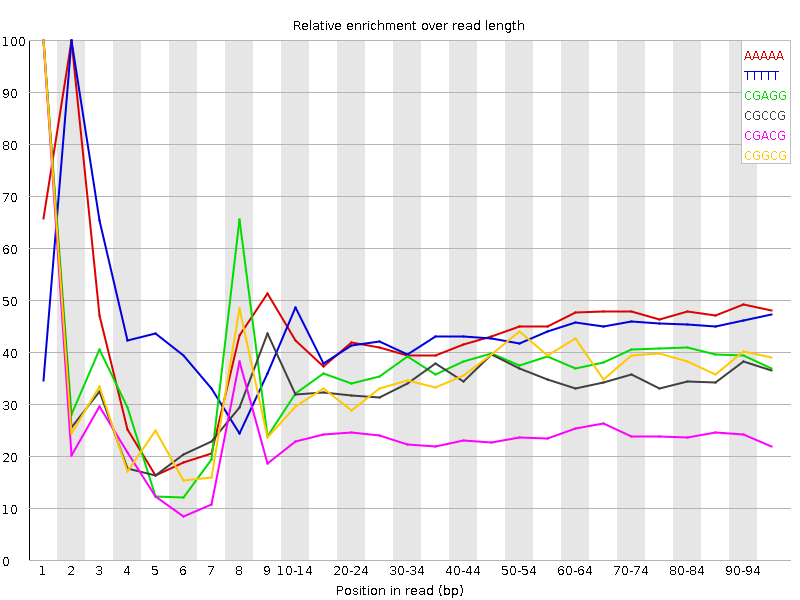 Relative enrichment over read length
100
90
80
70
60
50
40
30
20
10
0
AAAAA
TTTTT
CGAGG
CGCCG
CGACG
CGGCG
1 2 3 4 5 6 7 8 9 10-14 20-24 30-34 40-44 50-54 60-64 70-74 80-84 90-94
Position in read (bp)